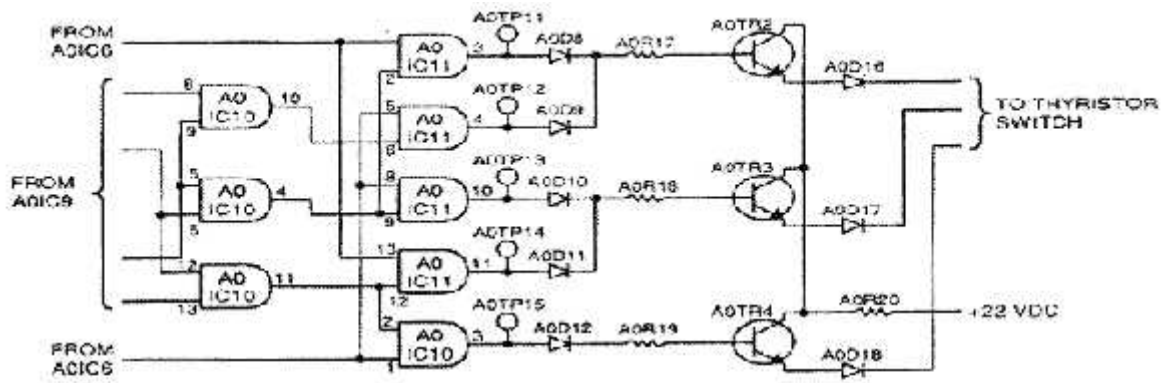 FROM
A0IC6
A0TP11
A0D8
A0R17
A0TR2
A0D16
TO THYRISTOR
SWITCH
A0
IC11
3
2
A0TP12
A0D9
8
A0
IC10
10
9
5
A0
IC11
4
6
A0TP13
A0D10
A0R18
A0TR3
A0D17
FROM
A0IC9
5
A0
IC10
4
A0
IC11
10
9
A0TP14
A0D11
12
A0
IC10
11
13
13
A0
IC11
11
12
A0TP15
A0D12
A0R19
A0TR4
A0R20
+22 VDC
A0D18
2
A0
IC10
3
1
FROM
A0IC6